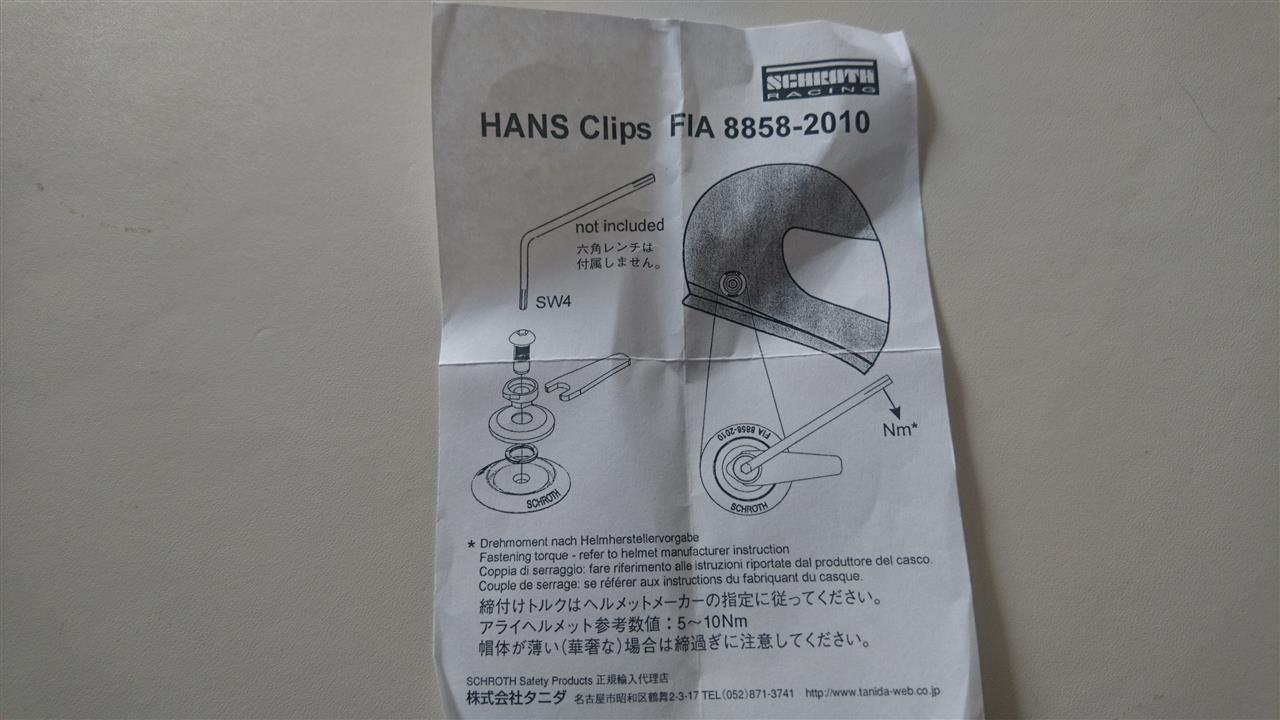 SCHROTH
RACING
HANS Clips FIA 8858-2010
not included
六角レンチは
付属しません。
SW4
Nm*
FIA 8858-2010
SCHROTH
SCHROTH
* Drehmoment nach Helmherstellervorgabe
Fastening torque - refer to helmet manufacturer instruction
Coppia di serraggio: fare riferimento alle istruzioni riportate dal produttore del casco.
Couple de serrage: se référer aux instructions du fabriquant du casque.
締付けトルクはヘルメットメーカーの指定に従ってください。
アライヘルメット参考数値：5～10Nm
帽体が薄い（華奢な）場合は締過ぎに注意してください。
SCHROTH Safety Products 正規輸入代理店
株式会社タニダ 名古屋市昭和区鶴舞2-3-17 TEL（052）871-3741 http://www.tanida-web.co.jp